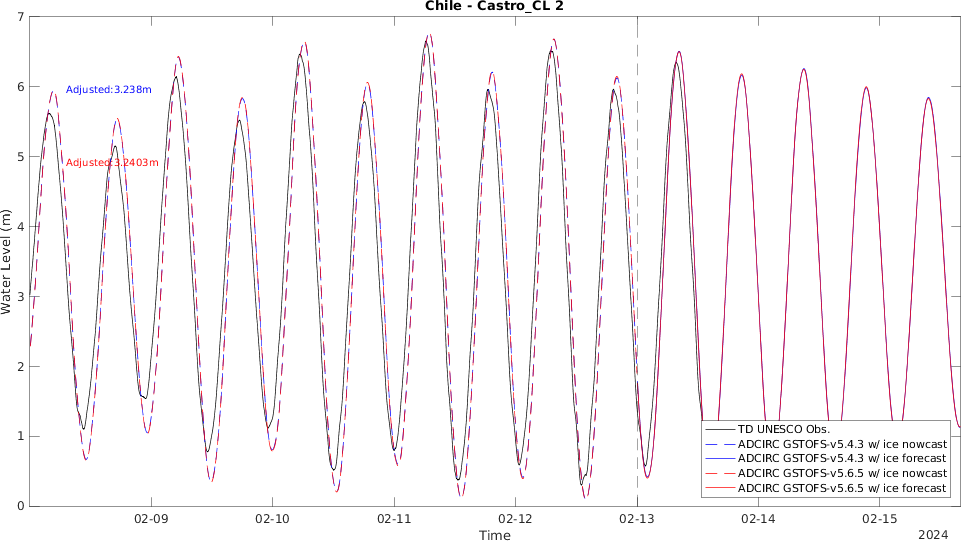 Chile - Castro_CL 2
7
6
5
4
3
2
1
0
Water Level (m)
Adjusted:3.238m
Adjusted:3.2403m
TD UNESCO Obs.
ADCIRC GSTOFS-v5.4.3 w/ ice nowcast
ADCIRC GSTOFS-v5.4.3 w/ ice forecast
ADCIRC GSTOFS-v5.6.5 w/ ice nowcast
ADCIRC GSTOFS-v5.6.5 w/ ice forecast
02-09 02-10 02-11 02-12 02-13 02-14 02-15
Time
2024